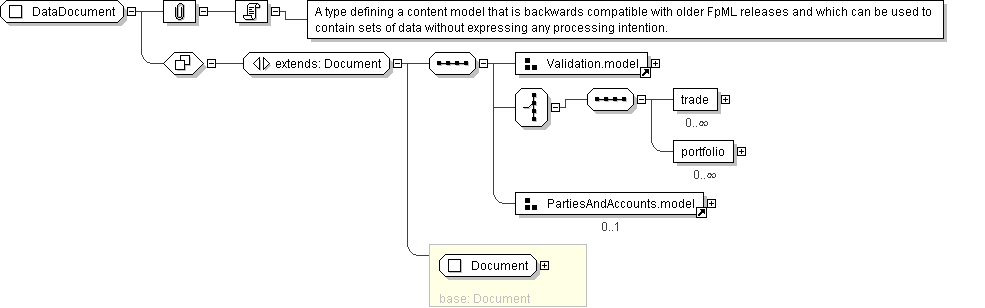 DataDocument
A type defining a content model that is backwards compatible with older FpML releases and which can be used to
contain sets of data without expressing any processing intention.
extends: Document
Validation.model
trade
0..∞
portfolio
0..∞
PartiesAndAccounts.model
0..1
Document
base: Document